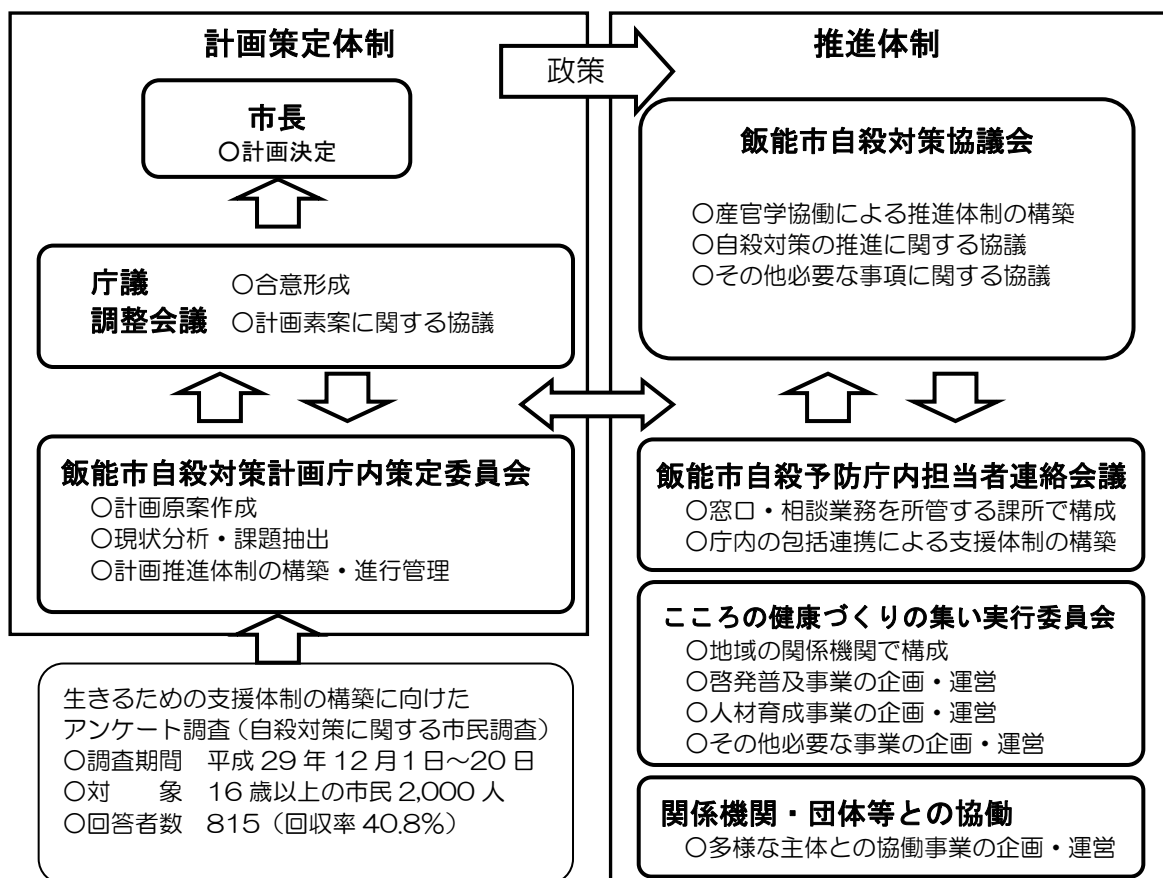 計画策定体制
市長
○計画決定
庁議 ○合意形成
調整会議 ○計画素案に関する協議
飯能市自殺対策計画庁内策定委員会
○計画原案作成
○現状分析・課題抽出
○計画推進体制の構築・進行管理
生きるための支援体制の構築に向けた
アンケート調査(自殺対策に関する市民調査)
○調査期間 平成29年12月1日~20日
○対 象 16歳以上の市民2,000人
○回答者数 815(回収率40.8%)
政策
推進体制
飯能市自殺対策協議会
○産官学協働による推進体制の構築
○自殺対策の推進に関する協議
○その他必要な事項に関する協議
飯能市自殺予防庁内担当者連絡会議
○窓口・相談業務を所管する課所で構成
○庁内の包括連携による支援体制の構築
こころの健康づくりの集い実行委員会
○地域の関係機関で構成
○啓発普及事業の企画・運営
○人材育成事業の企画・運営
○その他必要な事業の企画・運営
関係機関・団体等との協働
○多様な主体との協働事業の企画・運営